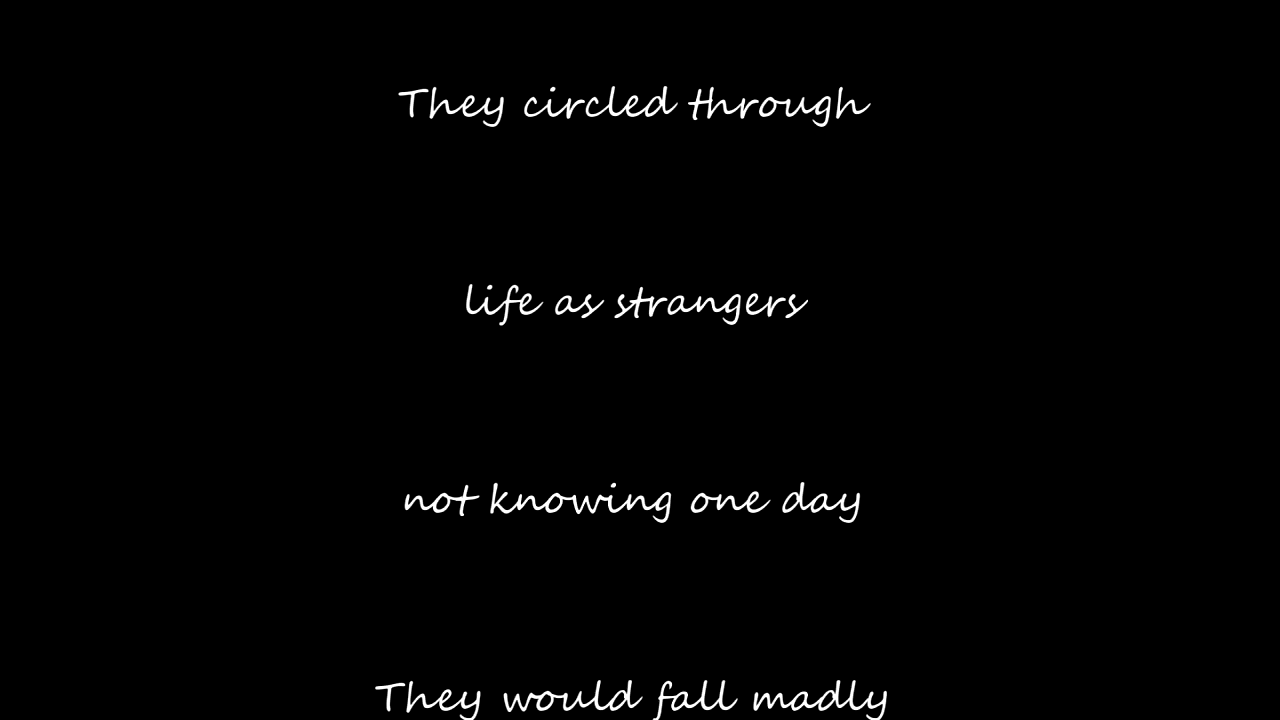 They circled through
life as strangers
not knowing one day
They would fall madly